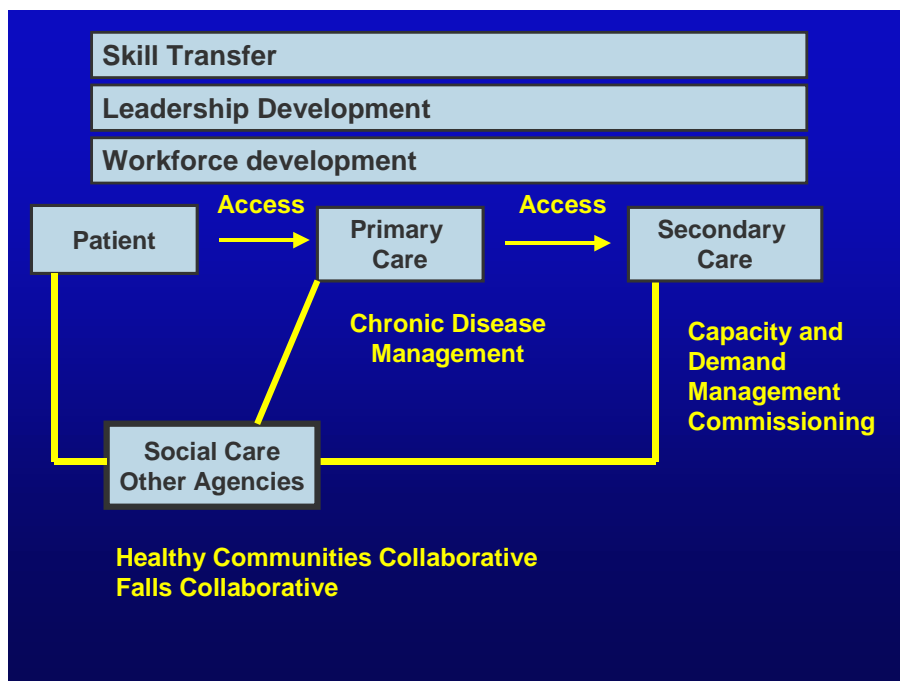 Skill Transfer
Leadership Development
Workforce development
Access
Access
Patient
Primary
Care
Secondary
Care
Chronic Disease
Management
Capacity and
Demand
Management
Commissioning
Social Care
Other Agencies
Healthy Communities Collaborative
Falls Collaborative